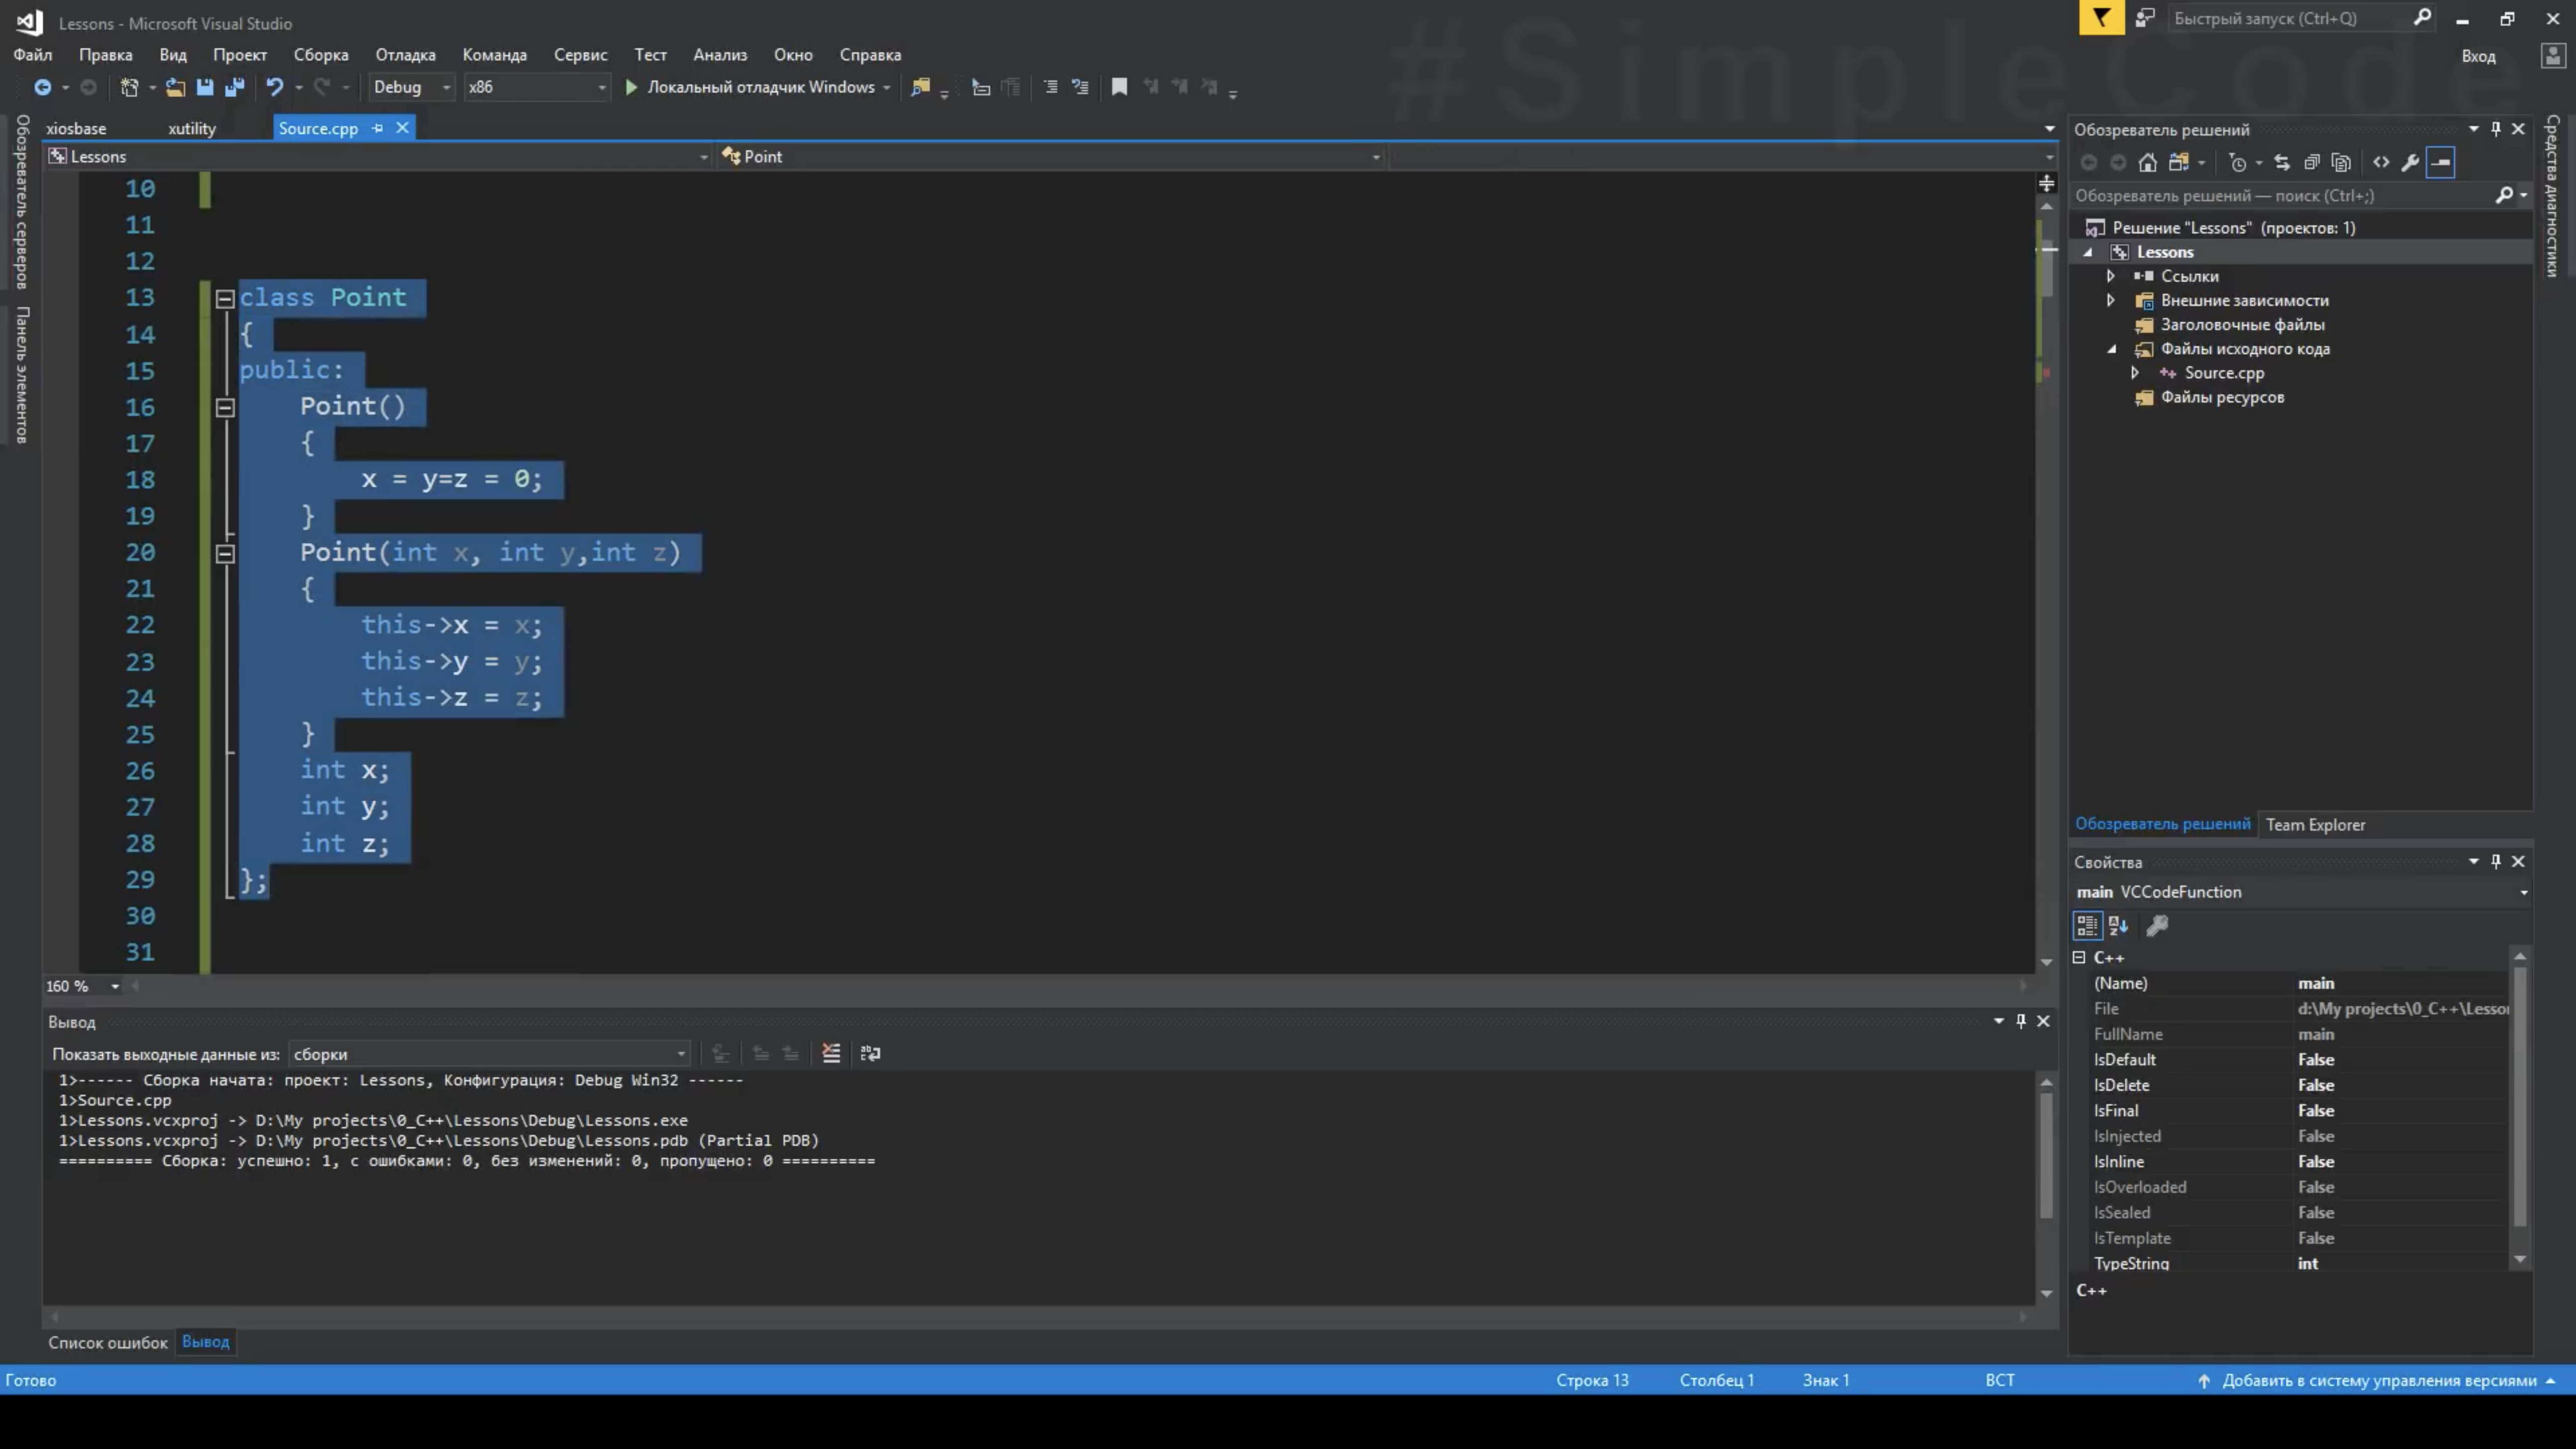 Lessons - Microsoft Visual Studio
#SimpleCode
Быстрый запуск (Ctrl+Q)
Файл Правка Вид Проект Сборка Отладка Команда Сервис Тест Анализ Окно Справка
Вход
Debug x86 Локальный отладчик Windows
Обозреватель серверов
Панель элементов
xiosbase xutility Source.cpp
Lessons Point
10
11
12
13 class Point
14 {
15 public:
16 Point()
17 {
18 x = y=z = 0;
19 }
20 Point(int x, int y,int z)
21 {
22 this->x = x;
23 this->y = y;
24 this->z = z;
25 }
26 int x;
27 int y;
28 int z;
29 };
30
31
160 %
Вывод
Показать выходные данные из: сборки
1>------ Сборка начата: проект: Lessons, Конфигурация: Debug Win32 ------
1>Source.cpp
1>Lessons.vcxproj -> D:\My projects\0_C++\Lessons\Debug\Lessons.exe
1>Lessons.vcxproj -> D:\My projects\0_C++\Lessons\Debug\Lessons.pdb (Partial PDB)
========== Сборка: успешно: 1, с ошибками: 0, без изменений: 0, пропущено: 0 ==========
Список ошибок Вывод
Обозреватель решений
Обозреватель решений — поиск (Ctrl+;)
Решение "Lessons" (проектов: 1)
Lessons
Ссылки
Внешние зависимости
Заголовочные файлы
Файлы исходного кода
Source.cpp
Файлы ресурсов
Обозреватель решений Team Explorer
Свойства
main VCCodeFunction
C++
(Name) main
File d:\My projects\0_C++\Lesso
FullName main
IsDefault False
IsDelete False
IsFinal False
IsInjected False
IsInline False
IsOverloaded False
IsSealed False
IsTemplate False
TypeString int
C++
Средства диагностики
Готово Строка 13 Столбец 1 Знак 1 ВСТ Добавить в систему управления версиями